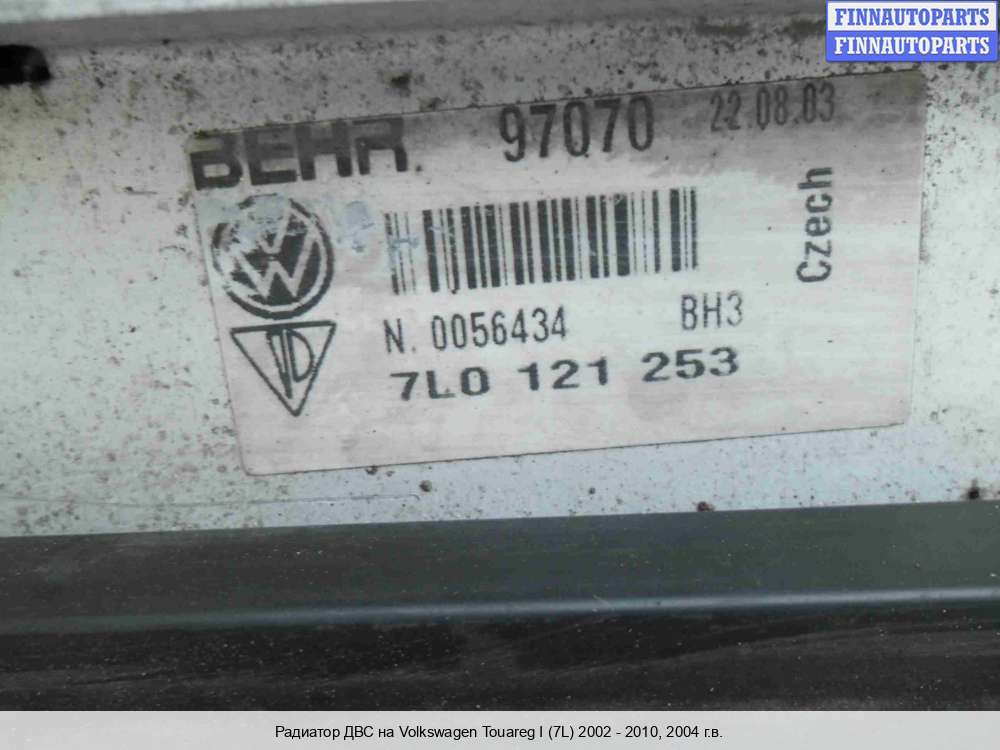 FINNAUTOPARTS
FINNAUTOPARTS
BEHR 97070 22.08.03
Czech
N. 0056434 BH3
7L0 121 253
Радиатор ДВС на Volkswagen Touareg I (7L) 2002 - 2010, 2004 г.в.